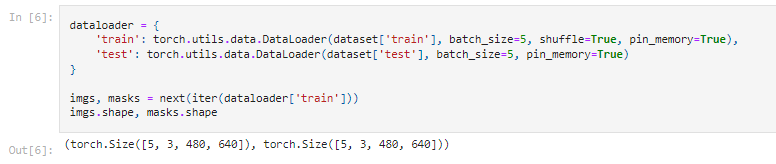 In [6]:
dataloader = {
    'train': torch.utils.data.DataLoader(dataset['train'], batch_size=5, shuffle=True, pin_memory=True),
    'test': torch.utils.data.DataLoader(dataset['test'], batch_size=5, pin_memory=True)
}
imgs, masks = next(iter(dataloader['train']))
imgs.shape, masks.shape
Out[6]:
(torch.Size([5, 3, 480, 640]), torch.Size([5, 3, 480, 640]))